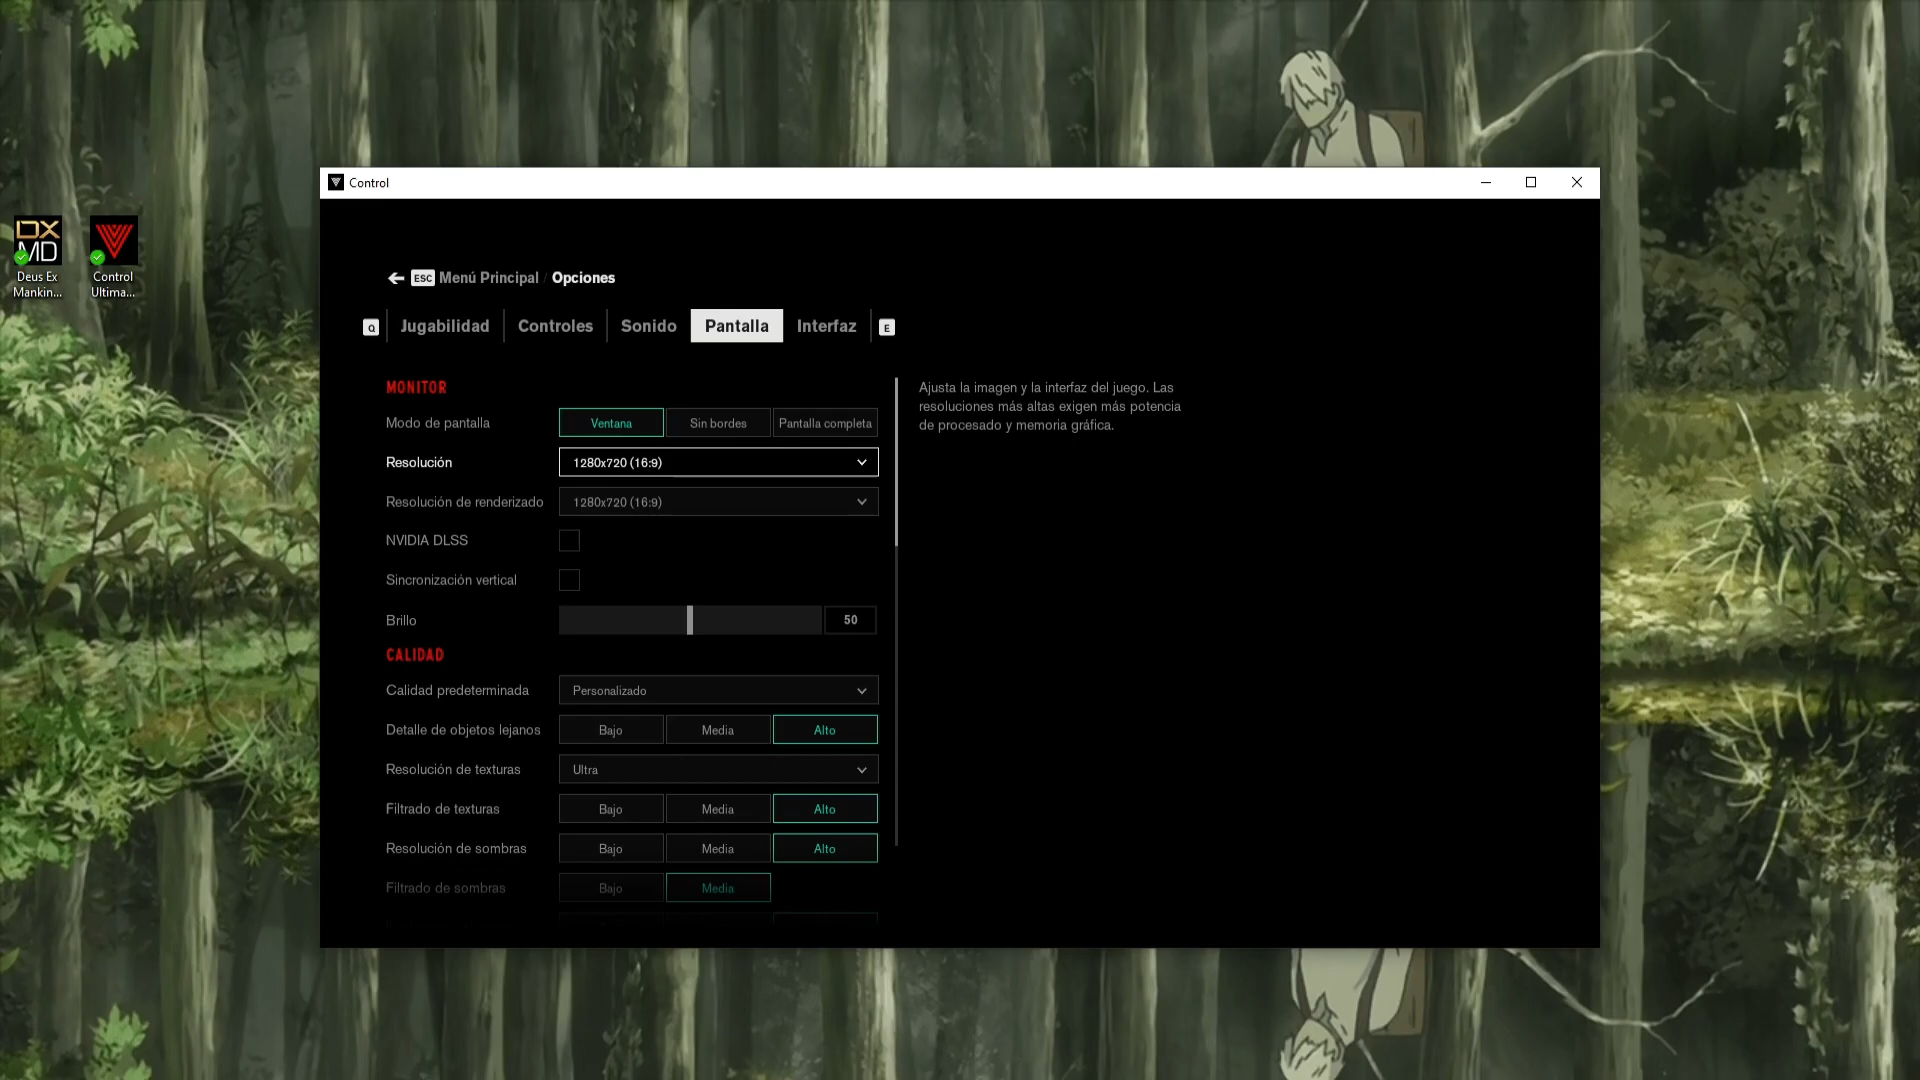 Control
DX
MD
Deus Ex
Mankin...
Control
Ultima...
ESC Menú Principal / Opciones
Q Jugabilidad Controles Sonido Pantalla Interfaz E
MONITOR
Modo de pantalla Ventana Sin bordes Pantalla completa
Resolución 1280x720 (16:9)
Resolución de renderizado 1280x720 (16:9)
NVIDIA DLSS
Sincronización vertical
Brillo 50
CALIDAD
Calidad predeterminada Personalizado
Detalle de objetos lejanos Bajo Media Alto
Resolución de texturas Ultra
Filtrado de texturas Bajo Media Alto
Resolución de sombras Bajo Media Alto
Filtrado de sombras Bajo Media
Ajusta la imagen y la interfaz del juego. Las
resoluciones más altas exigen más potencia
de procesado y memoria gráfica.